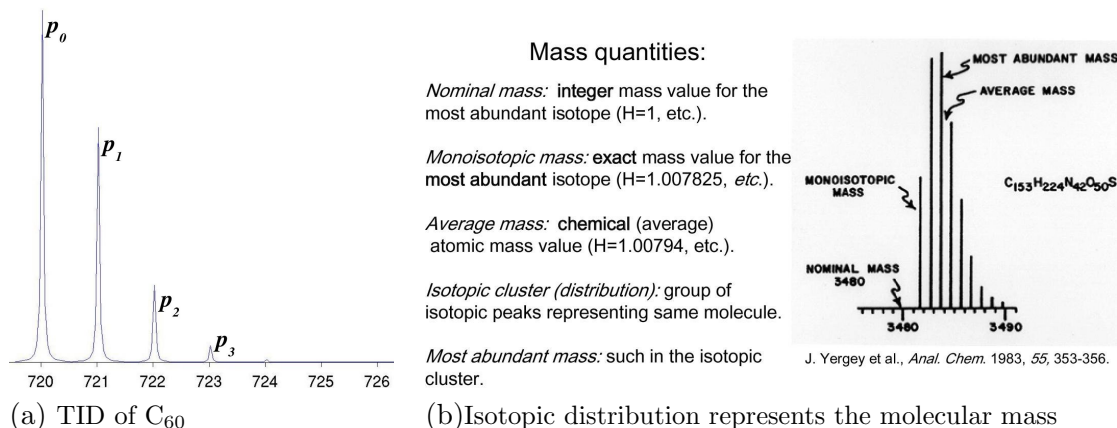 p0
p1
p2
p3
720 721 722 723 724 725 726
(a) TID of C60
Mass quantities:
Nominal mass: integer mass value for the
most abundant isotope (H=1, etc.).
Monoisotopic mass: exact mass value for the
most abundant isotope (H=1.007825, etc.).
Average mass: chemical (average)
atomic mass value (H=1.00794, etc.).
Isotopic cluster (distribution): group of
isotopic peaks representing same molecule.
Most abundant mass: such in the isotopic
cluster.
MOST ABUNDANT MASS
AVERAGE MASS
MONOISOTOPIC
MASS
C153H224N42O50S
NOMINAL MASS
3480
3480 3490
J. Yergey et al., Anal. Chem. 1983, 55, 353-356.
(b)Isotopic distribution represents the molecular mass